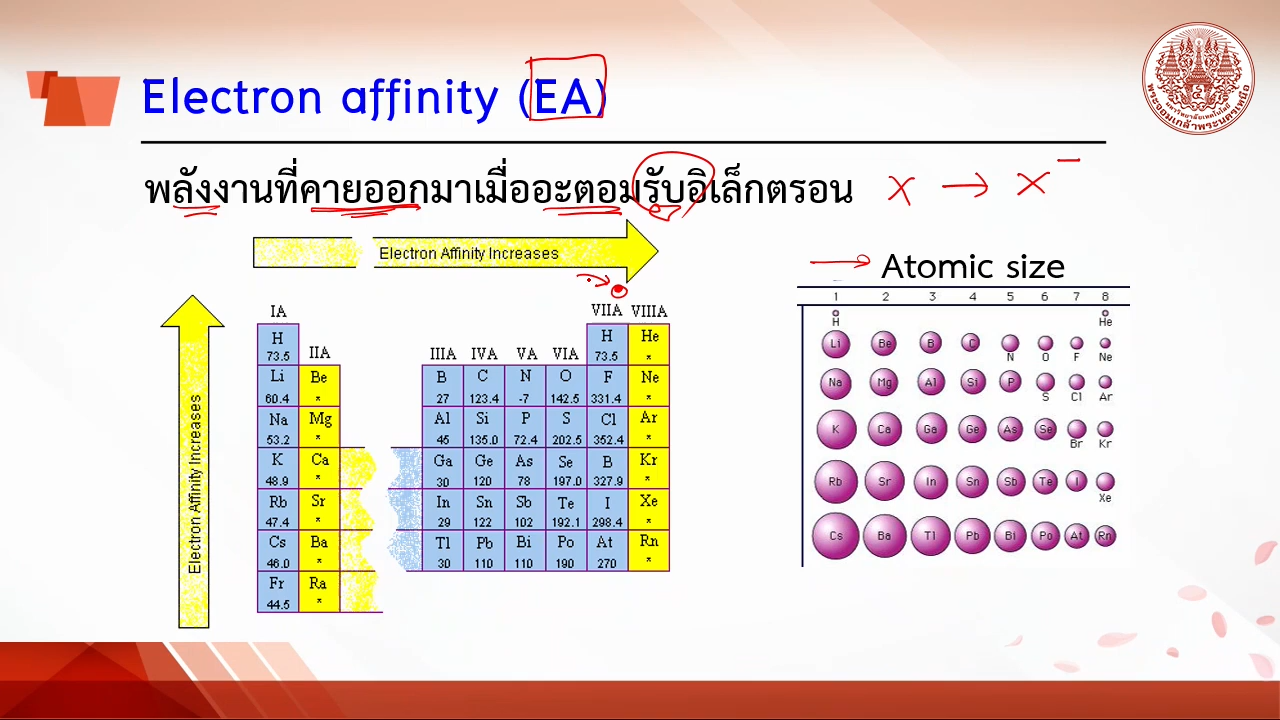 Electron affinity (EA)
พลังงานที่คายออกมาเมื่ออะตอมรับอิเล็กตรอน x → x⁻
Electron Affinity Increases
Electron Affinity Increases
IA VIIA VIIIA
H H He
73.5 73.5 *
IIA IIIA IVA VA VIA
Li Be B C N O F Ne
60.4 * 27 123.4 -7 142.5 331.4 *
Na Mg Al Si P S Cl Ar
53.2 * 45 135.0 72.4 202.5 352.4 *
K Ca Ga Ge As Se B Kr
48.9 * 30 120 78 197.0 327.9 *
Rb Sr In Sn Sb Te I Xe
47.4 * 29 122 102 192.1 298.4 *
Cs Ba Tl Pb Bi Po At Rn
46.0 * 30 110 110 190 270 *
Fr Ra
44.5 *
→ Atomic size
1 2 3 4 5 6 7 8
H He
Li Be B C N O F Ne
Na Mg Al Si P S Cl Ar
K Ca Ga Ge As Se Br Kr
Rb Sr In Sn Sb Te I Xe
Cs Ba Tl Pb Bi Po At Rn